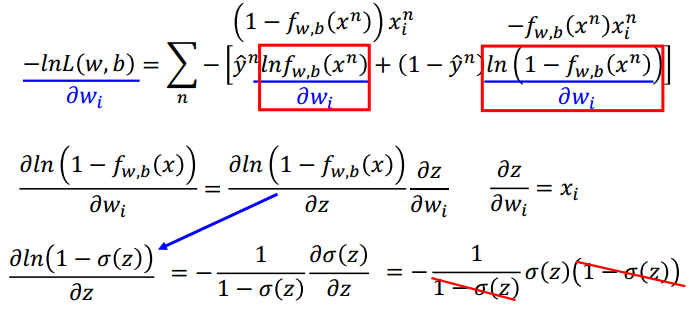 (1 − f_{w,b}(x^n)) x_i^n    −f_{w,b}(x^n)x_i^n
−lnL(w, b)/∂w_i = ∑_n −[ŷ^n lnf_{w,b}(x^n)/∂w_i + (1 − ŷ^n) ln(1 − f_{w,b}(x^n))/∂w_i]
∂ln(1 − f_{w,b}(x))/∂w_i = ∂ln(1 − f_{w,b}(x))/∂z ∂z/∂w_i    ∂z/∂w_i = x_i
∂ln(1 − σ(z))/∂z = − 1/(1 − σ(z)) ∂σ(z)/∂z = − 1/(1 − σ(z)) σ(z)(1 − σ(z))